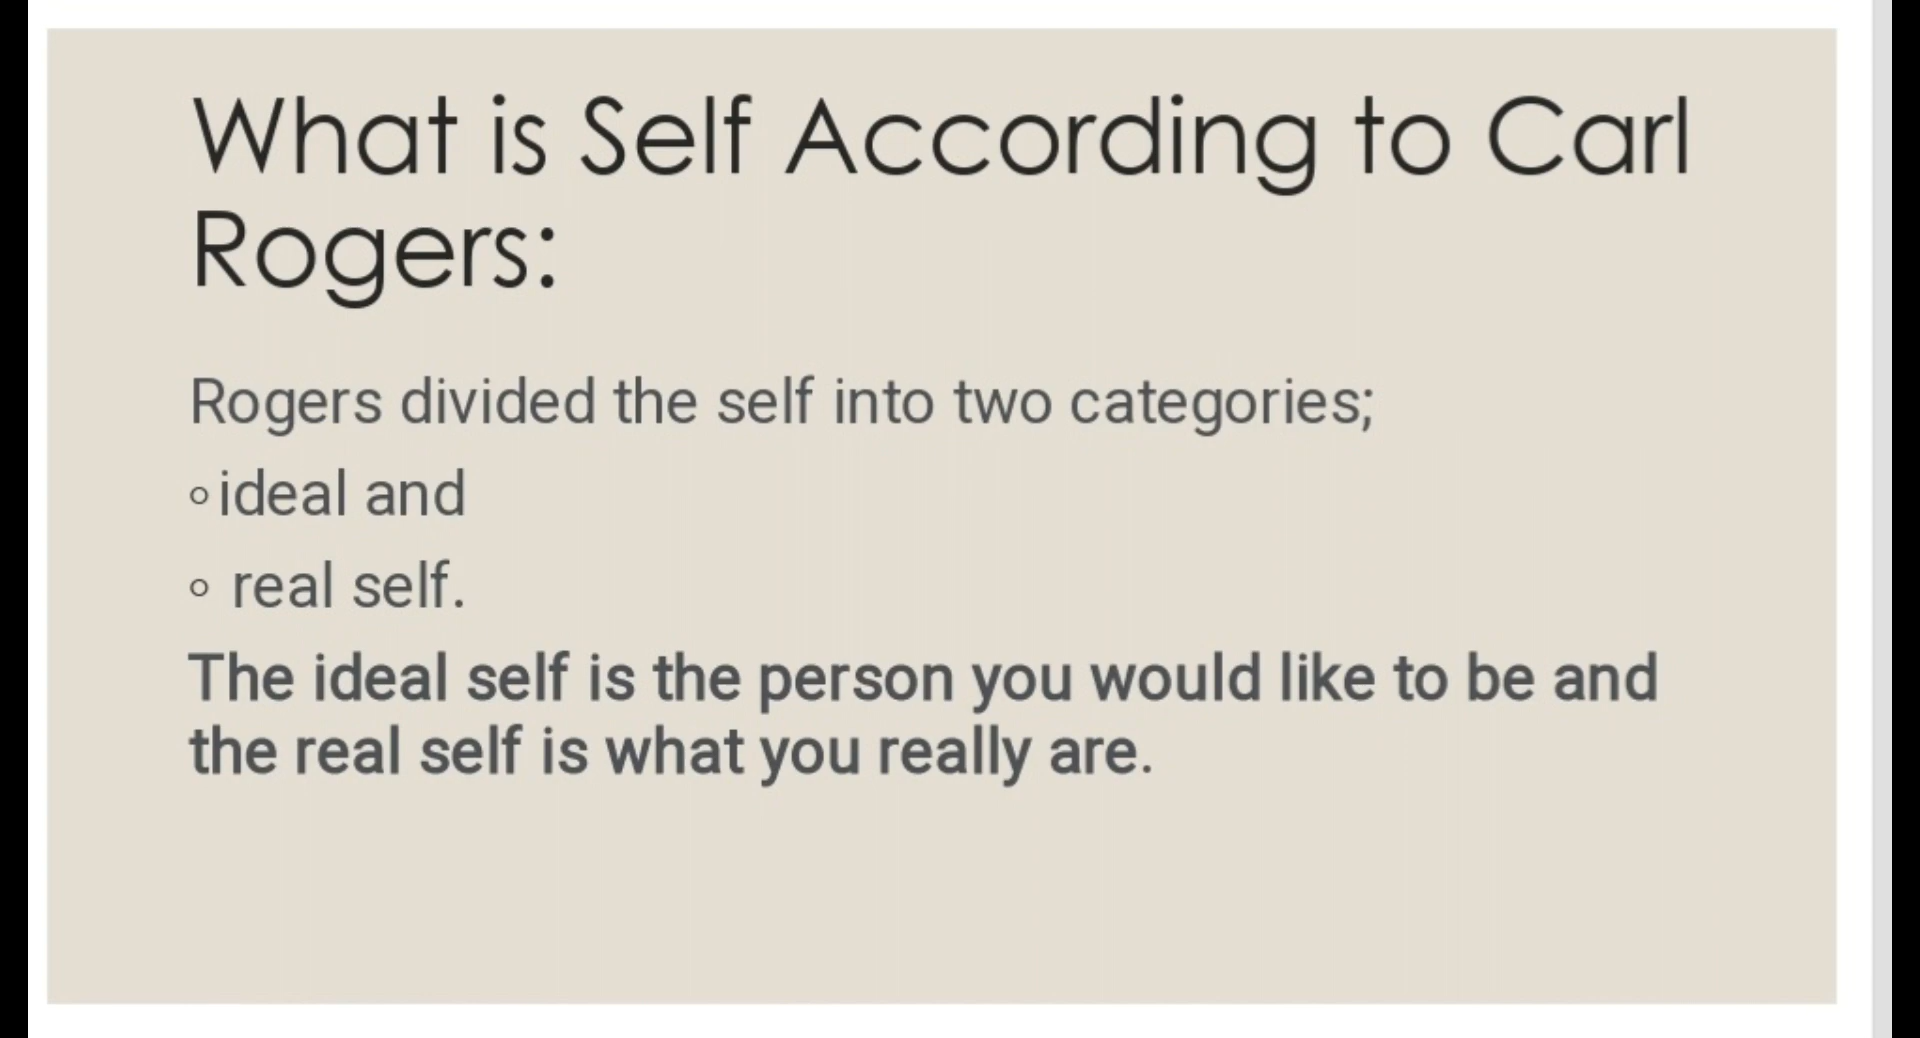 What is Self According to Carl
Rogers:
Rogers divided the self into two categories;
◦ideal and
◦ real self.
The ideal self is the person you would like to be and
the real self is what you really are.